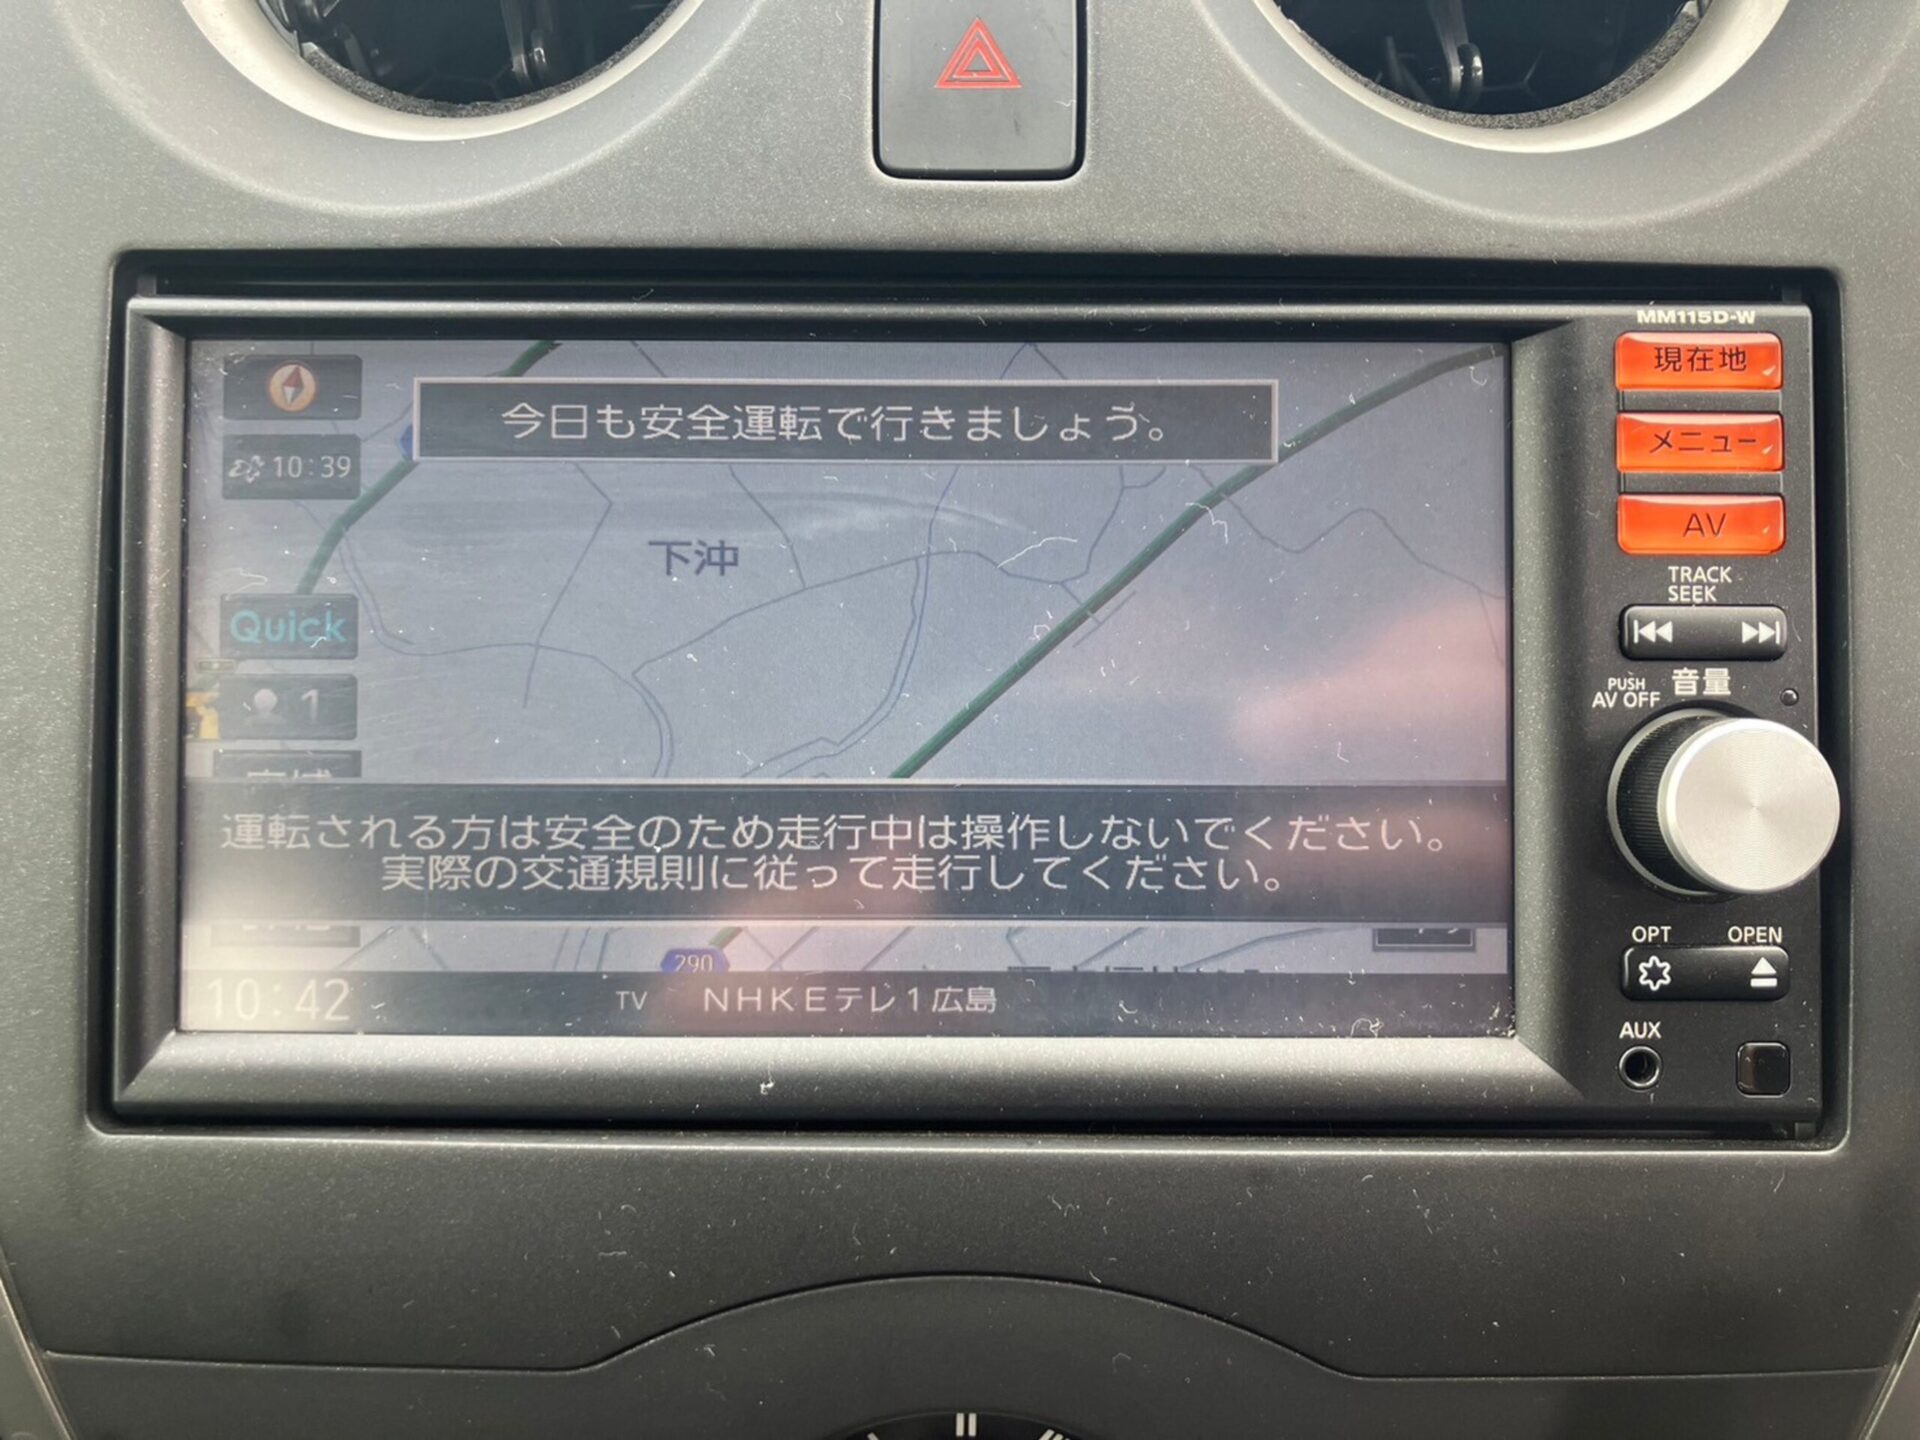 MM115D-W
現在地
メニュー
AV
TRACK
SEEK
PUSH
AV OFF
音量
OPT
OPEN
AUX
今日も安全運転で行きましょう。
10:39
下沖
Quick
1
運転される方は安全のため走行中は操作しないでください。
実際の交通規則に従って走行してください。
290
10:42
TV
NHKEテレ1広島